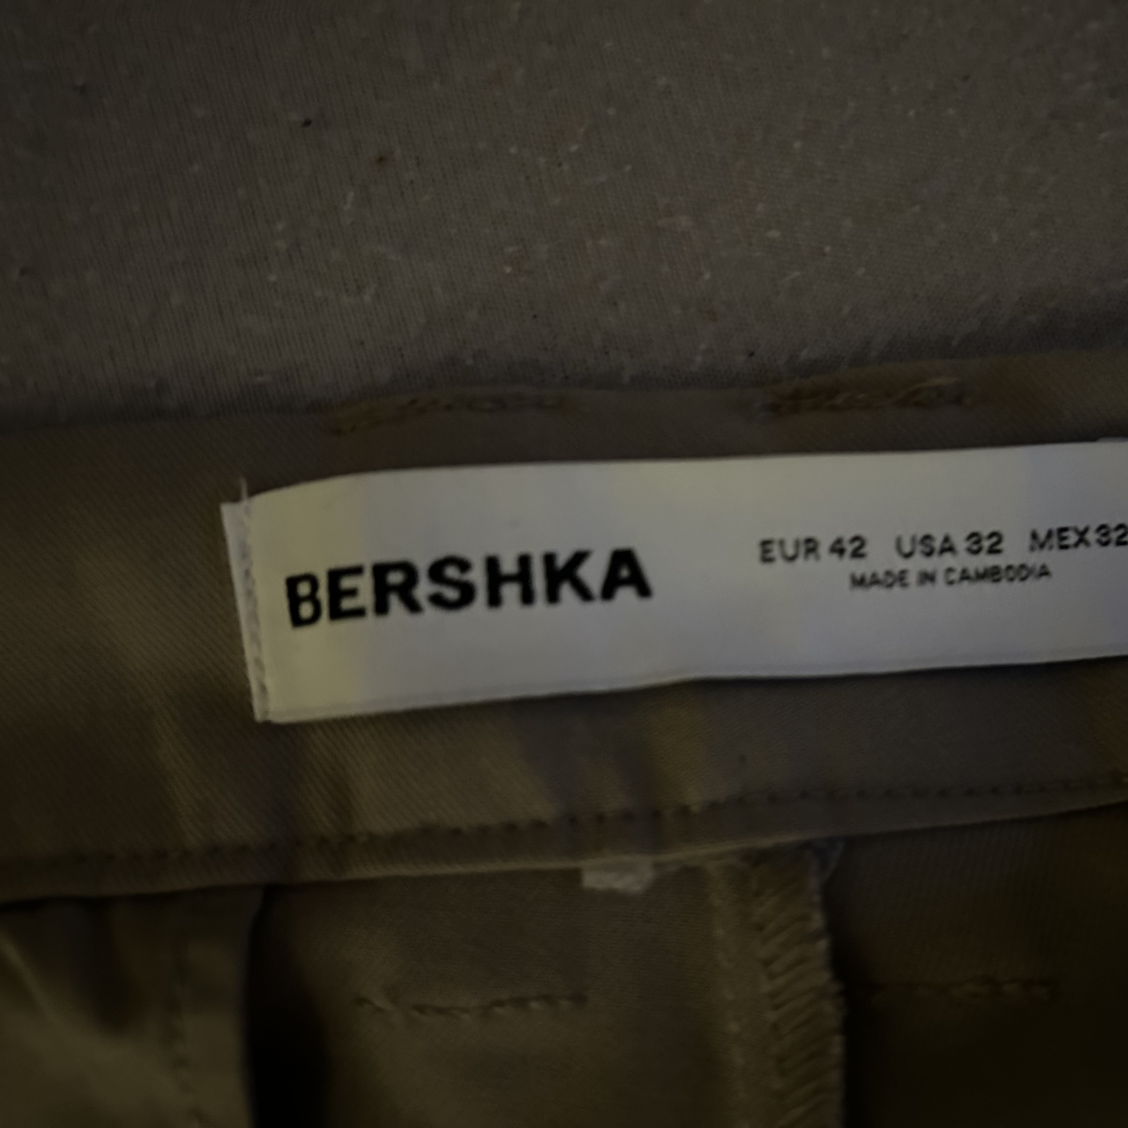 BERSHKA
EUR 42 USA 32 MEX 32
MADE IN CAMBODIA